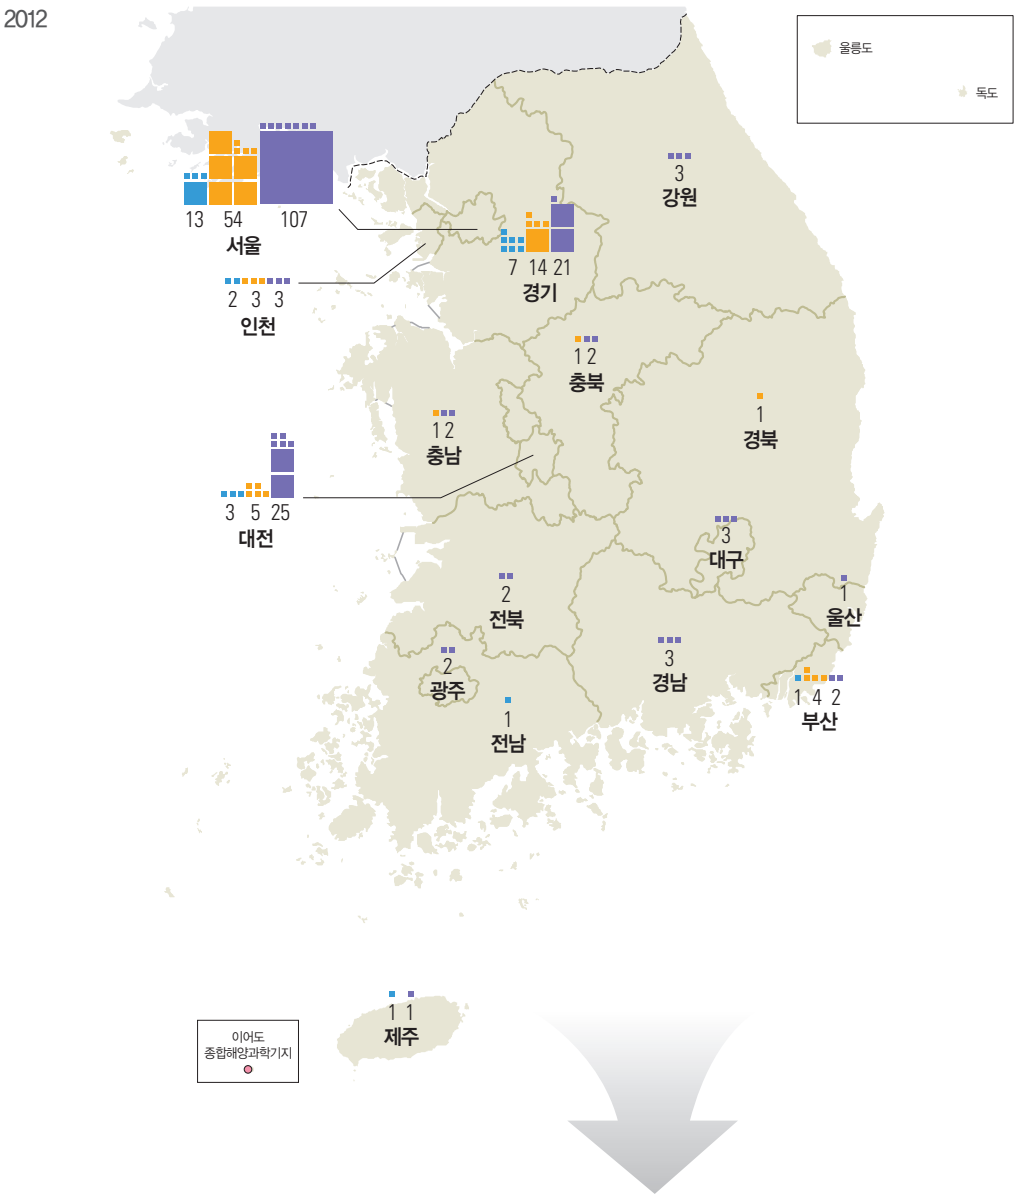 2012
울릉도
독도
3
강원
13 54 107
서울
7 14 21
경기
2 3 3
인천
1 2
충북
1
경북
1 2
충남
3 5 25
대전
3
대구
1
울산
2
전북
3
경남
2
광주
1 4 2
부산
1
전남
1 1
제주
이어도
종합해양과학기지